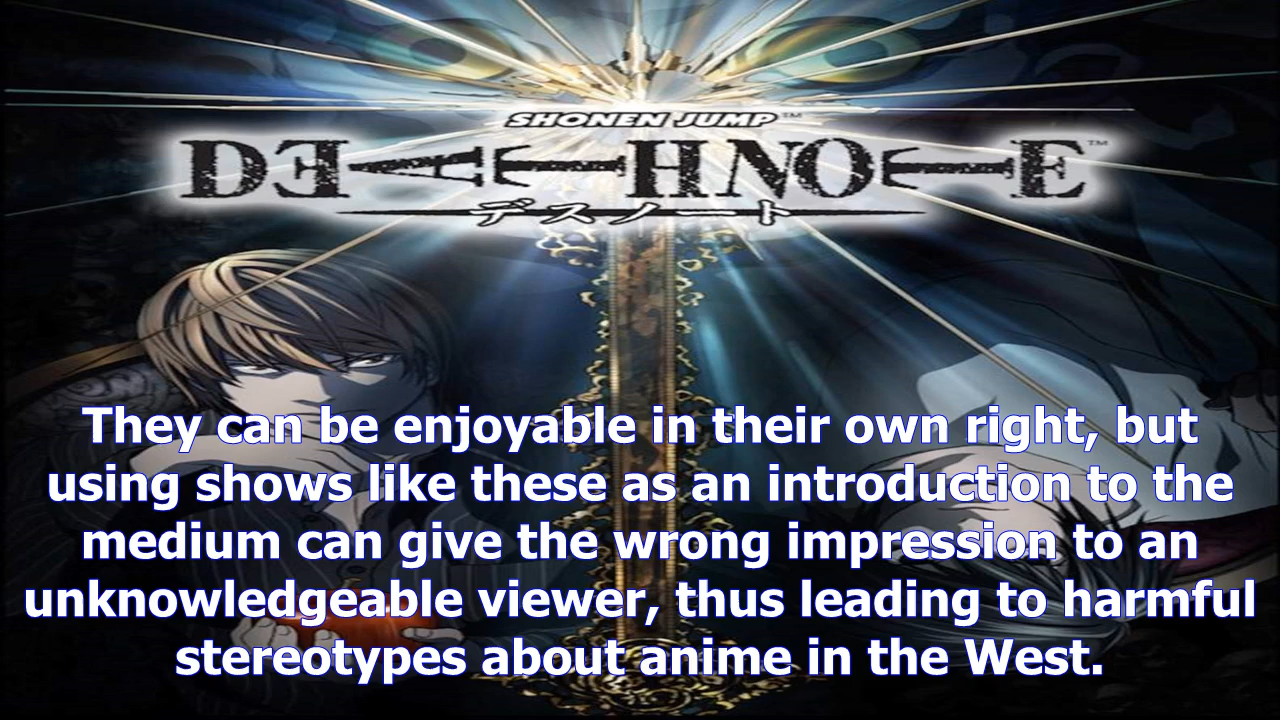 SHONEN JUMP™
DEATH NOTE™
デスノート
They can be enjoyable in their own right, but
using shows like these as an introduction to the
medium can give the wrong impression to an
unknowledgeable viewer, thus leading to harmful
stereotypes about anime in the West.